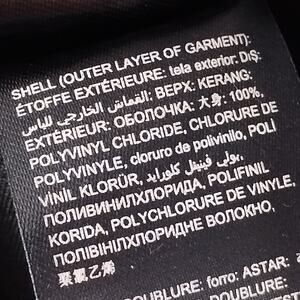 SHELL (OUTER LAYER OF GARMENT):
ÉTOFFE EXTÉRIEURE: tela exterior: DIŞ:
القماش الخارجي للباس: ВЕРХ: KERANG:
EXTÉRIEUR: ОБОЛОЧКА: 大身: 100%,
POLYVINYL CHLORIDE, CHLORURE DE
POLYVINYLE, cloruro de polivinilo, POLİ
VİNİL KLORÜR, بولي فينيل كلورايد,
ПОЛИВИНИЛХЛОРИДА, POLIFINIL
KORIDA, POLYCHLORURE DE VINYLE,
ПОЛІВІНІЛХЛОРИДНЕ ВОЛОКНО,
聚氯乙烯
DOUBLURE: forro: ASTAR:
DOUBLURE: